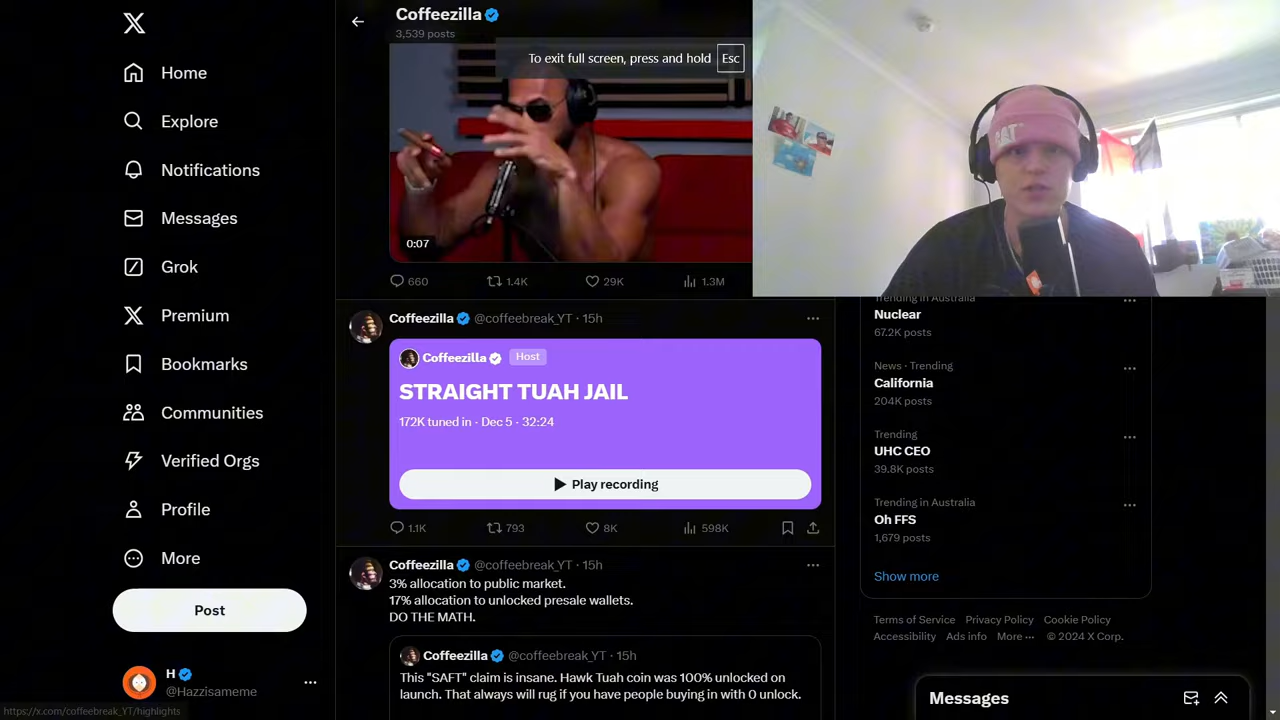 Home
Explore
Notifications
Messages
Grok
Premium
Bookmarks
Communities
Verified Orgs
Profile
More
Post
H
@Hazzisameme
https://x.com/coffeebreak_YT/highlights
Coffeezilla
3,539 posts
To exit full screen, press and hold Esc
0:07
660 1.4K 29K 1.3M
Coffeezilla @coffeebreak_YT · 15h
Coffeezilla Host
STRAIGHT TUAH JAIL
172K tuned in · Dec 5 · 32:24
Play recording
1.1K 793 8K 598K
Coffeezilla @coffeebreak_YT · 15h
3% allocation to public market.
17% allocation to unlocked presale wallets.
DO THE MATH.
Coffeezilla @coffeebreak_YT · 15h
This "SAFT" claim is insane. Hawk Tuah coin was 100% unlocked on
launch. That always will rug if you have people buying in with 0 unlock.
Trending in Australia
Nuclear
67.2K posts
News · Trending
California
204K posts
Trending
UHC CEO
39.8K posts
Trending in Australia
Oh FFS
1,679 posts
Show more
Terms of Service Privacy Policy Cookie Policy
Accessibility Ads info More ··· © 2024 X Corp.
Messages